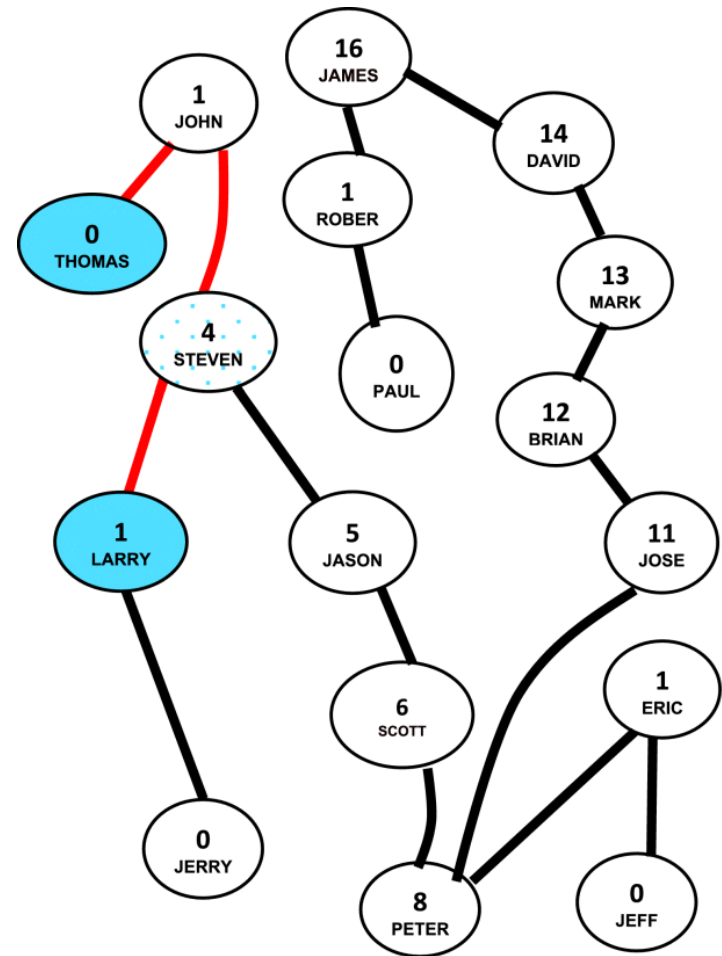 16
JAMES
1
JOHN
14
DAVID
1
ROBER
0
THOMAS
13
MARK
4
STEVEN
0
PAUL
12
BRIAN
1
LARRY
5
JASON
11
JOSE
6
SCOTT
1
ERIC
0
JERRY
8
PETER
0
JEFF